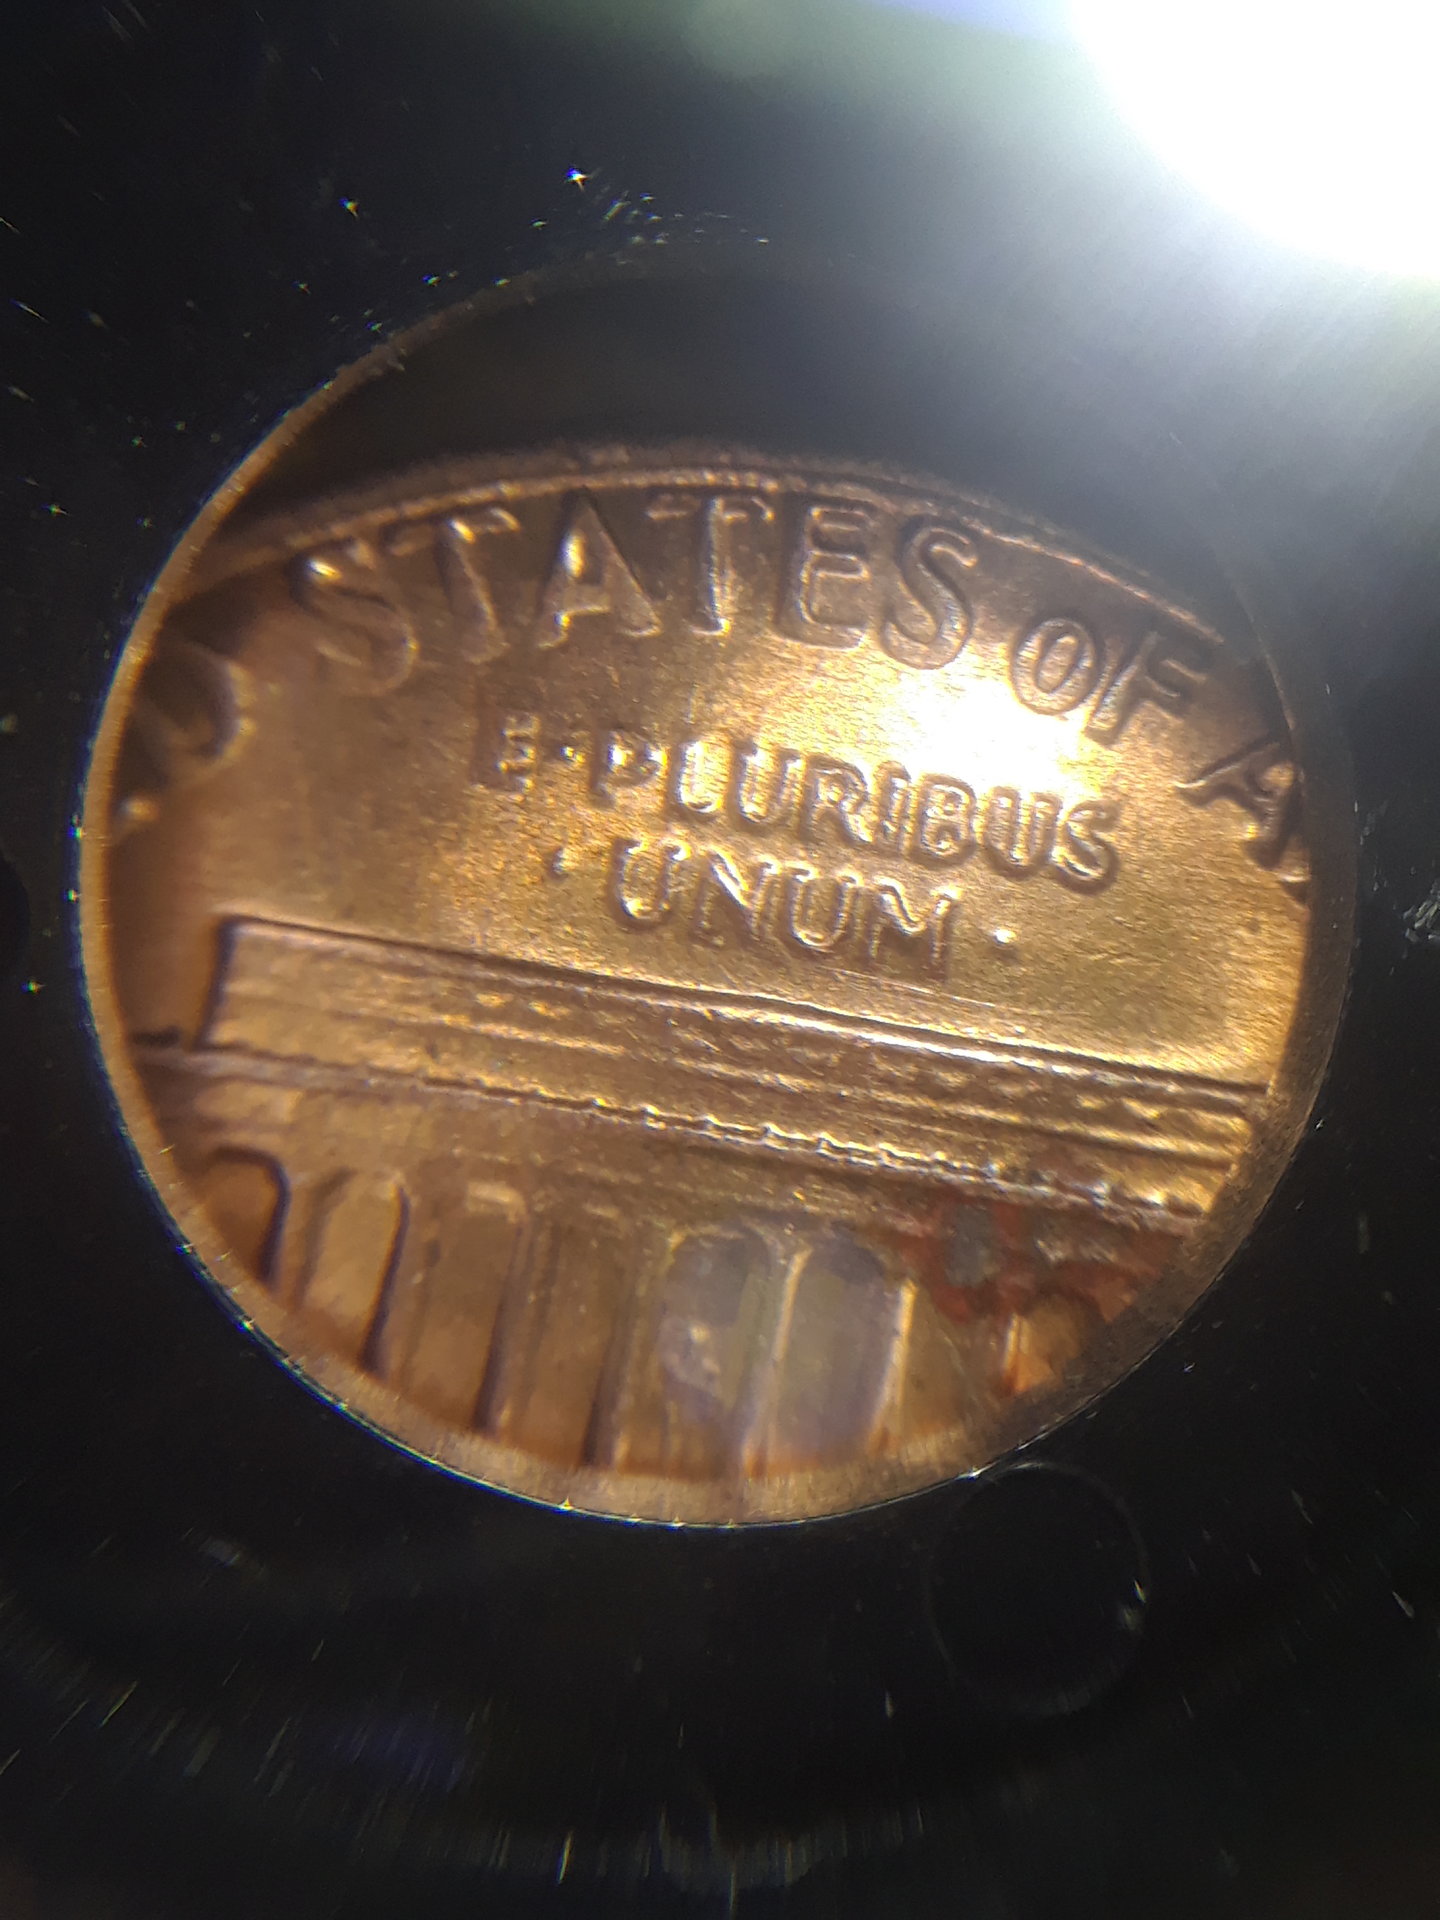 D STATES OF A
E·PLURIBUS
·UNUM·